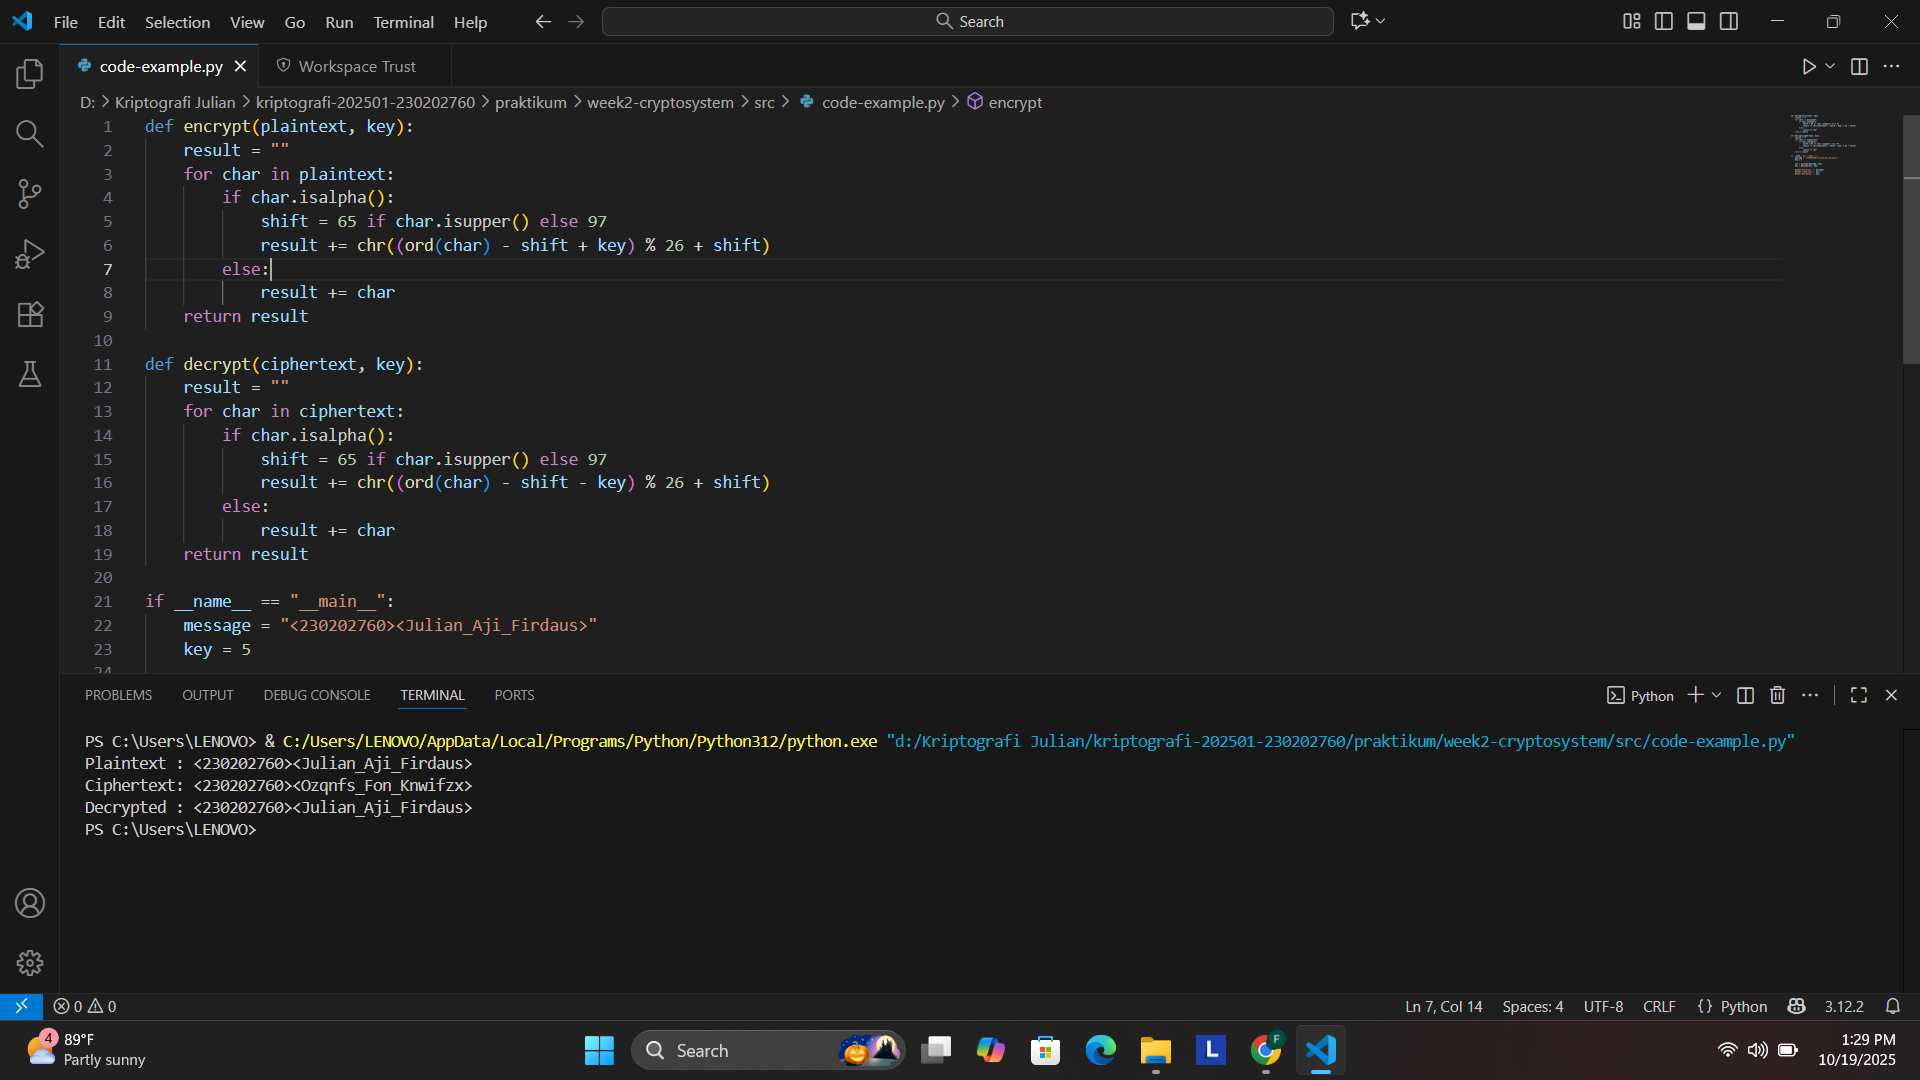 File Edit Selection View Go Run Terminal Help Search
code-example.py Workspace Trust
D: > Kriptografi Julian > kriptografi-202501-230202760 > praktikum > week2-cryptosystem > src > code-example.py > encrypt
1 def encrypt(plaintext, key):
2 result = ""
3 for char in plaintext:
4 if char.isalpha():
5 shift = 65 if char.isupper() else 97
6 result += chr((ord(char) - shift + key) % 26 + shift)
7 else:
8 result += char
9 return result
10
11 def decrypt(ciphertext, key):
12 result = ""
13 for char in ciphertext:
14 if char.isalpha():
15 shift = 65 if char.isupper() else 97
16 result += chr((ord(char) - shift - key) % 26 + shift)
17 else:
18 result += char
19 return result
20
21 if __name__ == "__main__":
22 message = "<230202760><Julian_Aji_Firdaus>"
23 key = 5
24
PROBLEMS OUTPUT DEBUG CONSOLE TERMINAL PORTS Python
PS C:\Users\LENOVO> & C:/Users/LENOVO/AppData/Local/Programs/Python/Python312/python.exe "d:/Kriptografi Julian/kriptografi-202501-230202760/praktikum/week2-cryptosystem/src/code-example.py"
Plaintext : <230202760><Julian_Aji_Firdaus>
Ciphertext: <230202760><Ozqnfs_Fon_Knwifzx>
Decrypted : <230202760><Julian_Aji_Firdaus>
PS C:\Users\LENOVO>
0 0 Ln 7, Col 14 Spaces: 4 UTF-8 CRLF {} Python 3.12.2
4 89°F Search L F 1:29 PM
Partly sunny 10/19/2025